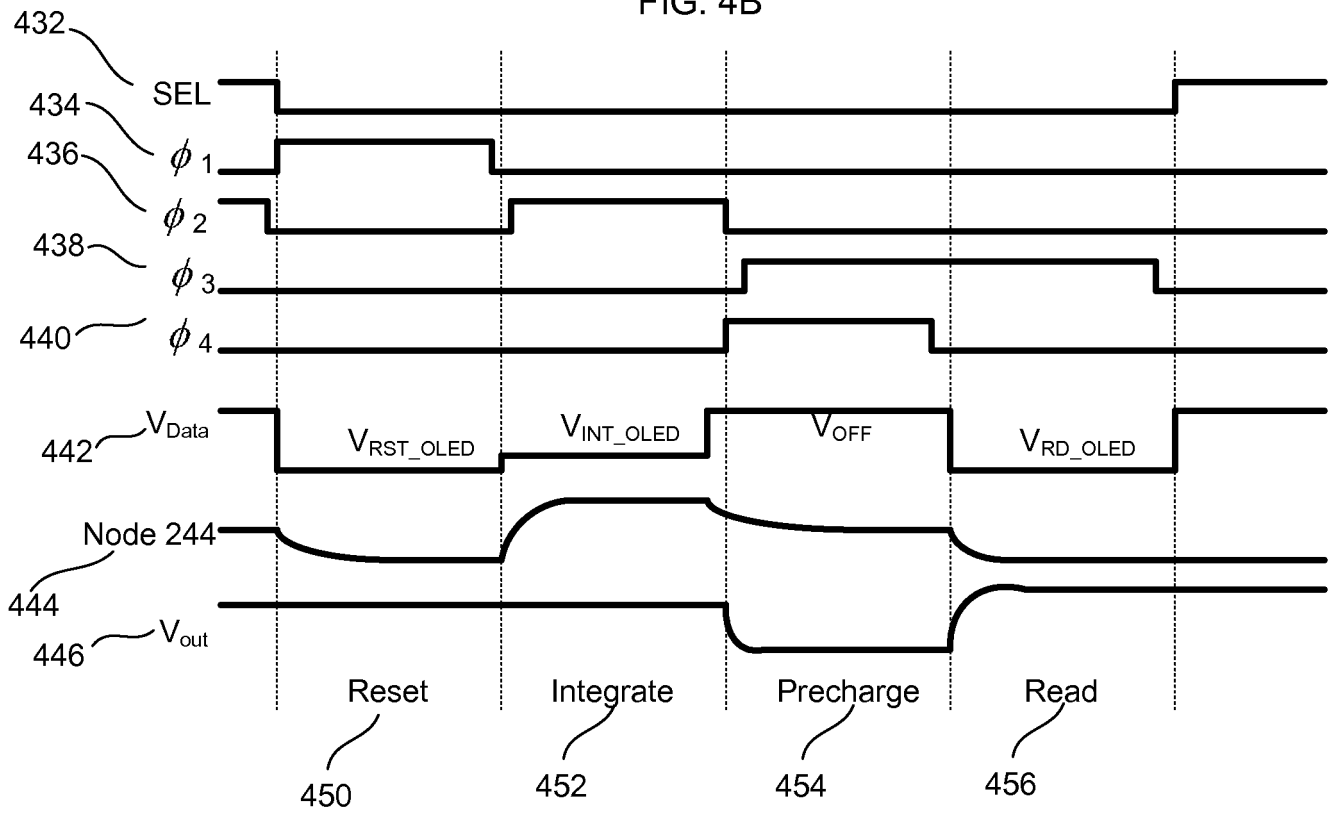 FIG. 4B
432
SEL
434
ϕ 1
436
ϕ 2
438
ϕ 3
440
ϕ 4
442
VData
VRST_OLED
VINT_OLED
VOFF
VRD_OLED
Node 244
444
446
Vout
Reset
Integrate
Precharge
Read
450
452
454
456